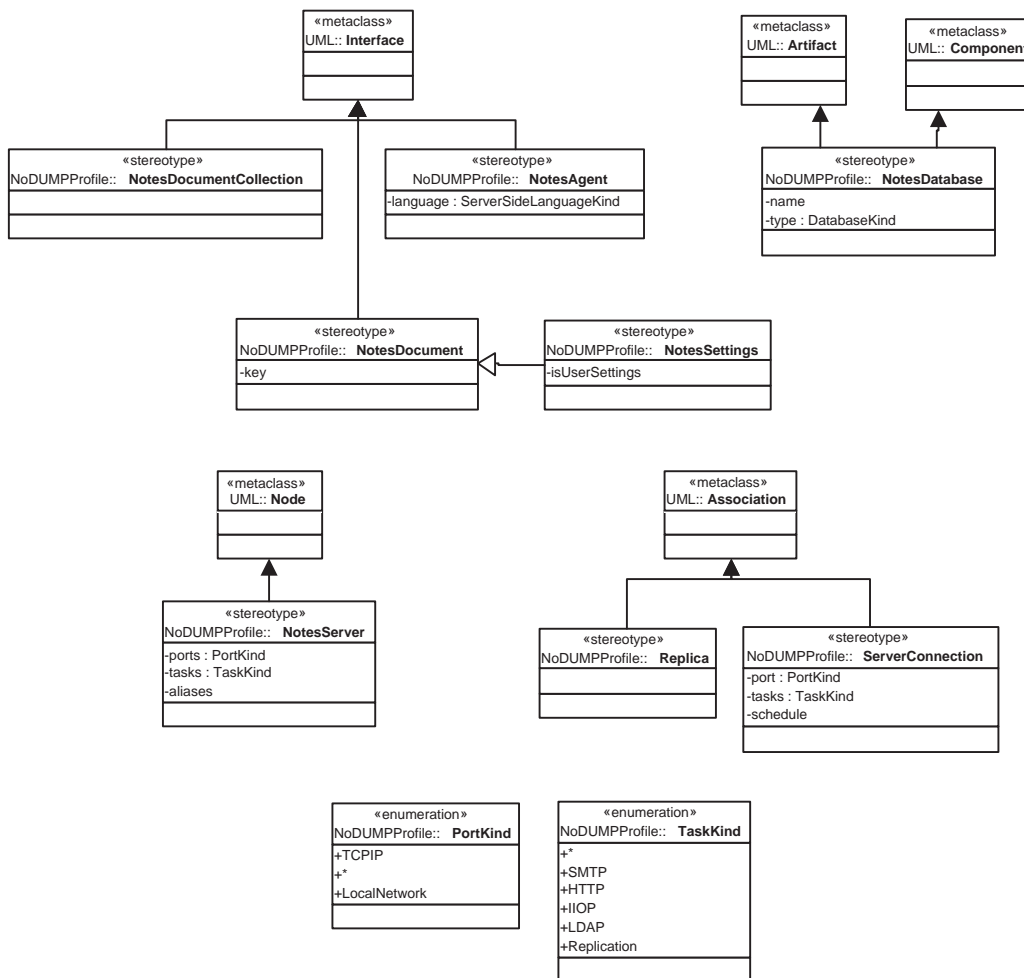 «metaclass»
UML:: Interface
«metaclass»
UML:: Artifact
«metaclass»
UML:: Component
«stereotype»
NoDUMPProfile:: NotesDocumentCollection
«stereotype»
NoDUMPProfile:: NotesAgent
-language : ServerSideLanguageKind
«stereotype»
NoDUMPProfile:: NotesDatabase
-name
-type : DatabaseKind
«stereotype»
NoDUMPProfile:: NotesDocument
-key
«stereotype»
NoDUMPProfile:: NotesSettings
-isUserSettings
«metaclass»
UML:: Node
«metaclass»
UML:: Association
«stereotype»
NoDUMPProfile:: NotesServer
-ports : PortKind
-tasks : TaskKind
-aliases
«stereotype»
NoDUMPProfile:: Replica
«stereotype»
NoDUMPProfile:: ServerConnection
-port : PortKind
-tasks : TaskKind
-schedule
«enumeration»
NoDUMPProfile:: PortKind
+TCPIP
+*
+LocalNetwork
«enumeration»
NoDUMPProfile:: TaskKind
+*
+SMTP
+HTTP
+IIOP
+LDAP
+Replication